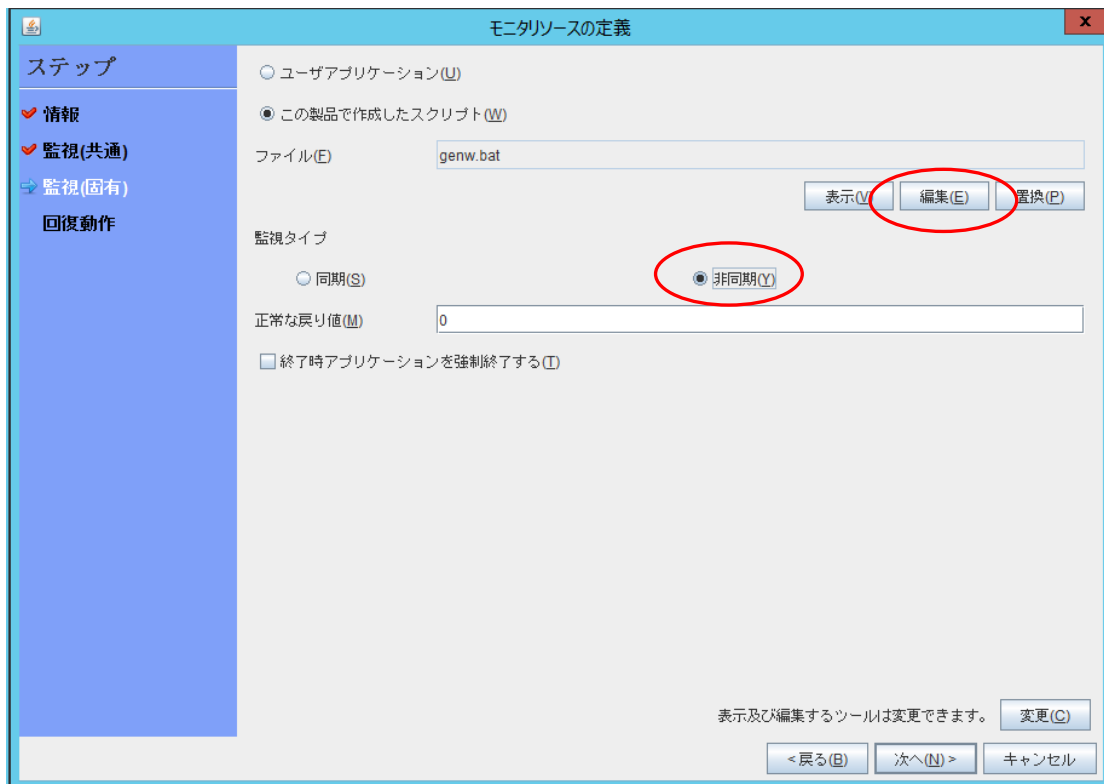 モニタリソースの定義
x
ステップ
情報
監視(共通)
監視(固有)
回復動作
ユーザアプリケーション(U)
この製品で作成したスクリプト(W)
ファイル(F)
genw.bat
表示(V)
編集(E)
置換(P)
監視タイプ
同期(S)
非同期(Y)
正常な戻り値(M)
0
終了時アプリケーションを強制終了する(T)
表示及び編集するツールは変更できます。
変更(C)
<戻る(B)
次へ(N)>
キャンセル